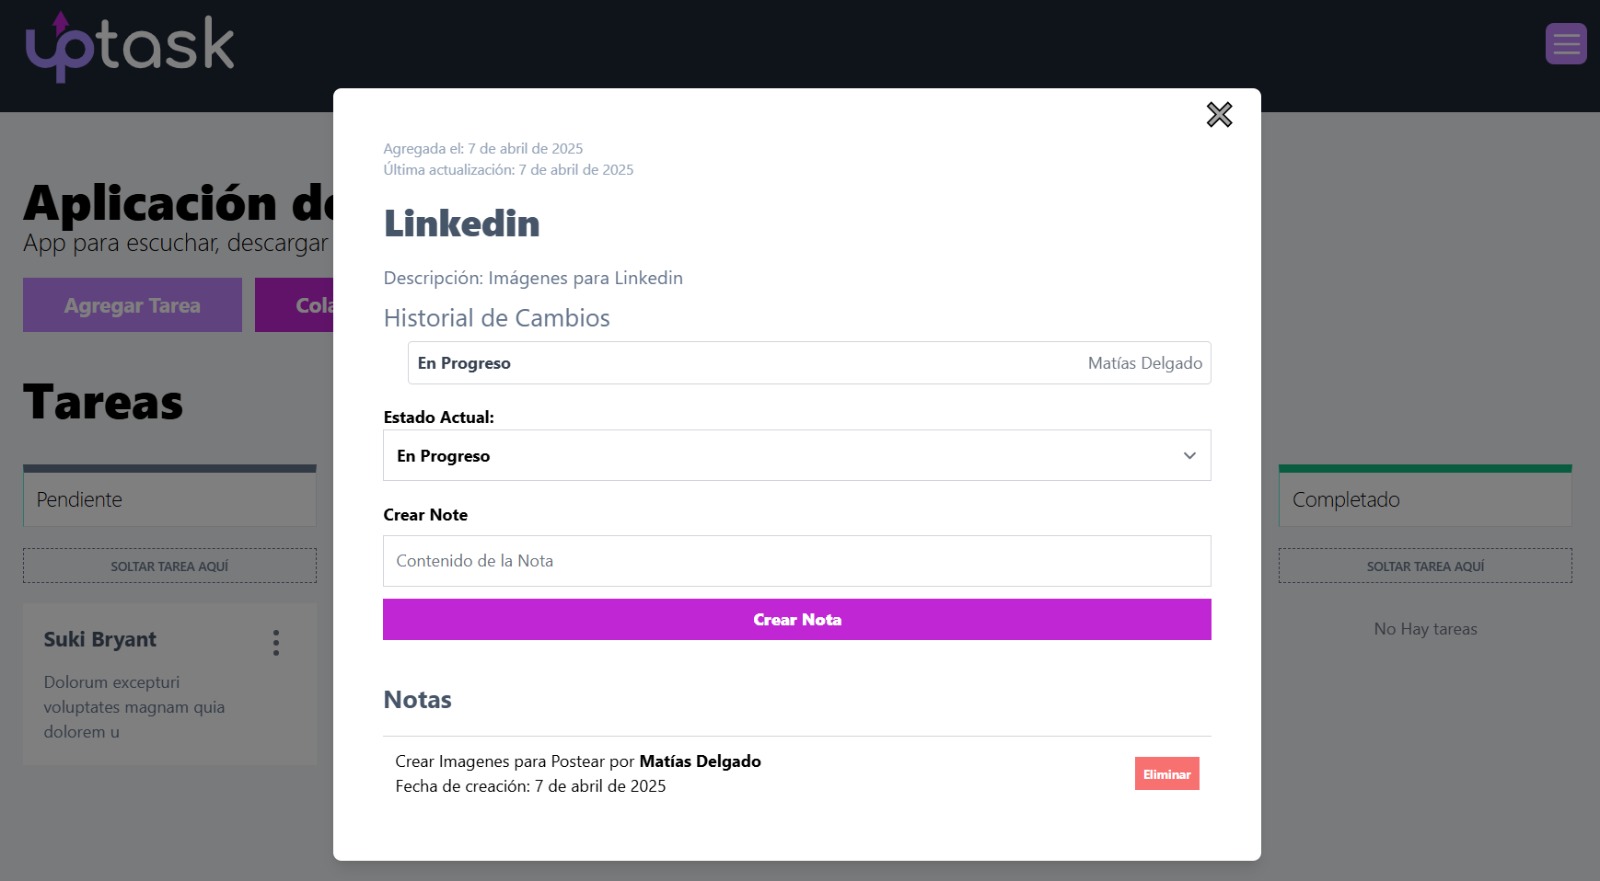 uptask
Agregada el: 7 de abril de 2025
Última actualización: 7 de abril de 2025
Aplicación de
App para escuchar, descargar
Linkedin
Descripción: Imágenes para Linkedin
Agregar Tarea
Historial de Cambios
En Progreso
Matías Delgado
Tareas
Estado Actual:
En Progreso
Pendiente
Crear Note
Completado
SOLTAR TAREA AQUÍ
Contenido de la Nota
SOLTAR TAREA AQUÍ
Crear Nota
No Hay tareas
Suki Bryant
Dolorum excepturi
voluptates magnam quia
dolorem u
Notas
Crear Imagenes para Postear por Matías Delgado
Fecha de creación: 7 de abril de 2025
Eliminar